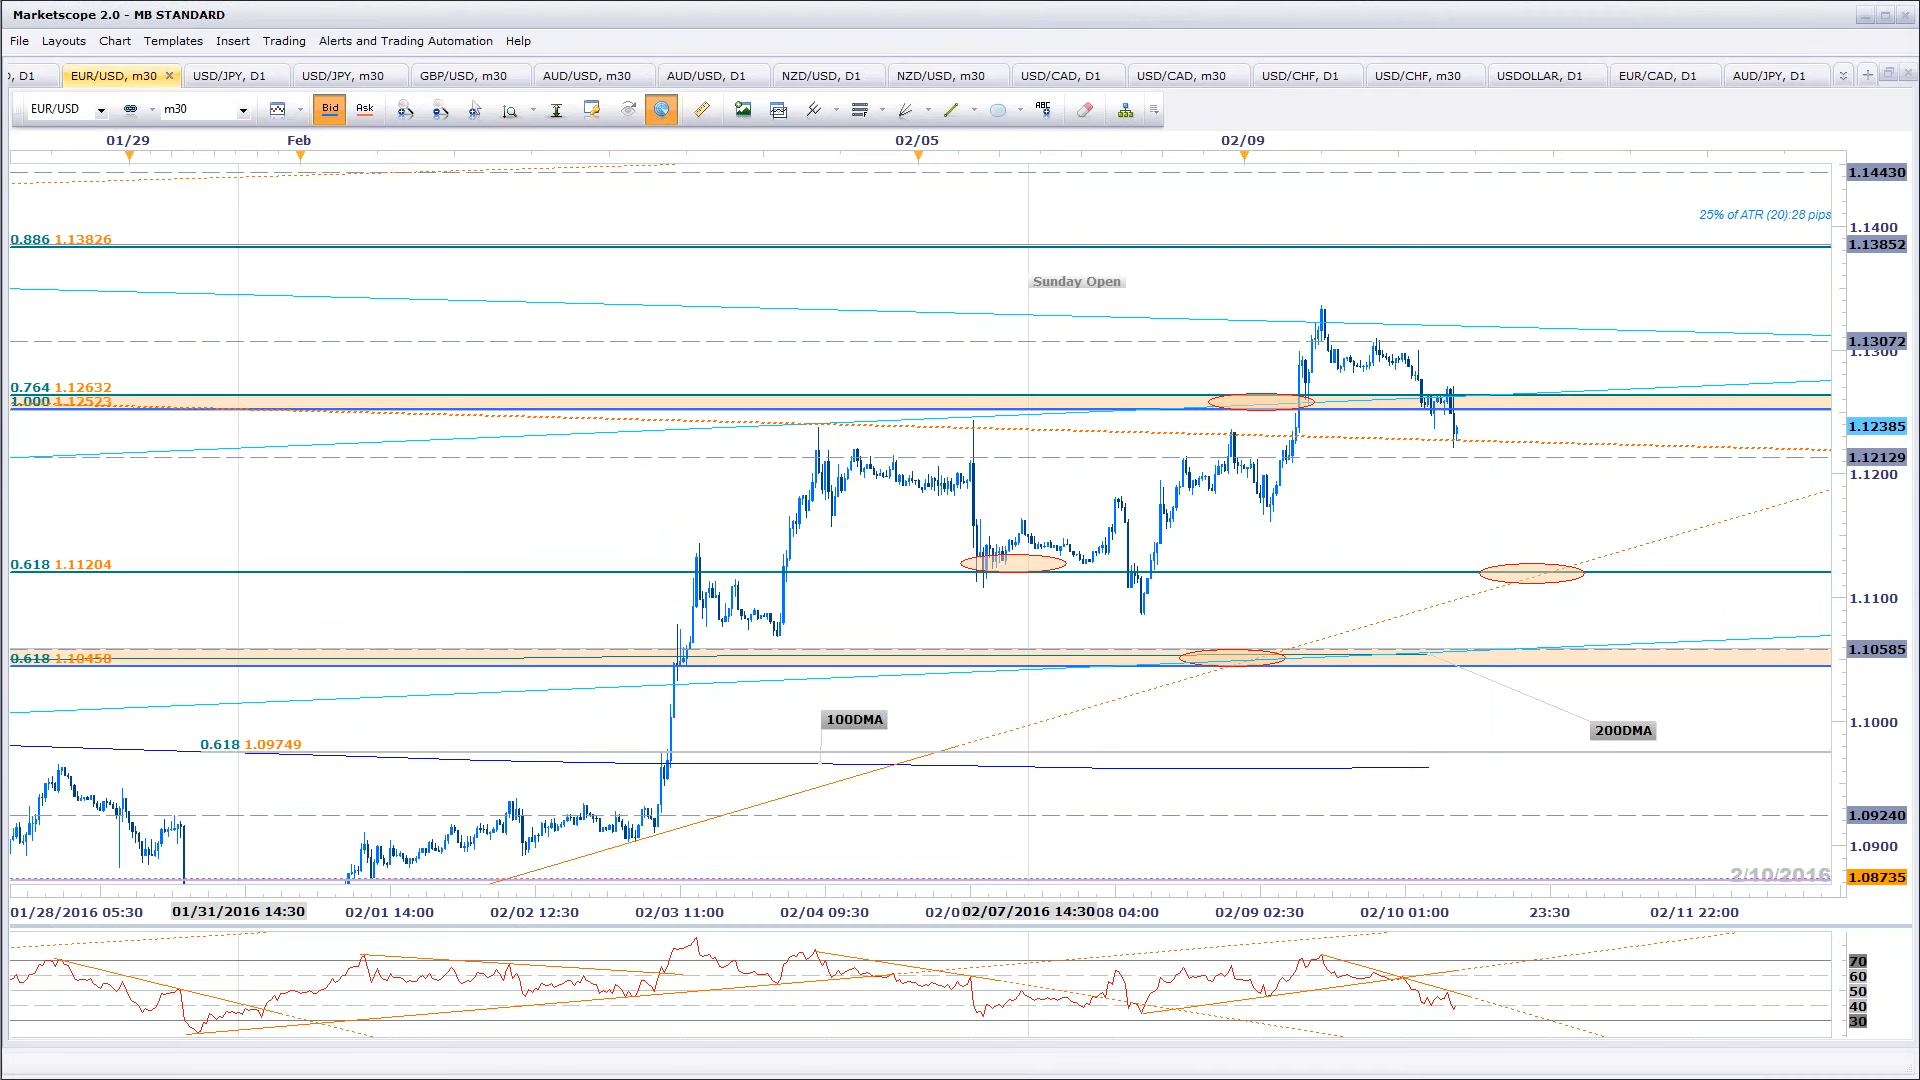 Marketscope 2.0 - MB STANDARD
File Layouts Chart Templates Insert Trading Alerts and Trading Automation Help
, D1 EUR/USD, m30 USD/JPY, D1 USD/JPY, m30 GBP/USD, m30 AUD/USD, m30 AUD/USD, D1 NZD/USD, D1 NZD/USD, m30 USD/CAD, D1 USD/CAD, m30 USD/CHF, D1 USD/CHF, m30 USDOLLAR, D1 EUR/CAD, D1 AUD/JPY, D1
EUR/USD m30 Bid Ask ABC
01/29 Feb 02/05 02/09
1.14430
25% of ATR (20):28 pips
1.1400
0.886 1.13826
1.13852
Sunday Open
1.13072
1.1300
0.764 1.12632
1.000 1.12523
1.12385
1.12129
1.1200
0.618 1.11204
1.1100
0.618 1.10450
1.10585
100DMA
1.1000
200DMA
0.618 1.09749
1.09240
1.0900
2/10/2016
1.08735
01/28/2016 05:30 01/31/2016 14:30 02/01 14:00 02/02 12:30 02/03 11:00 02/04 09:30 02/0 02/07/2016 14:30 08 04:00 02/09 02:30 02/10 01:00 23:30 02/11 22:00
70
60
50
40
30